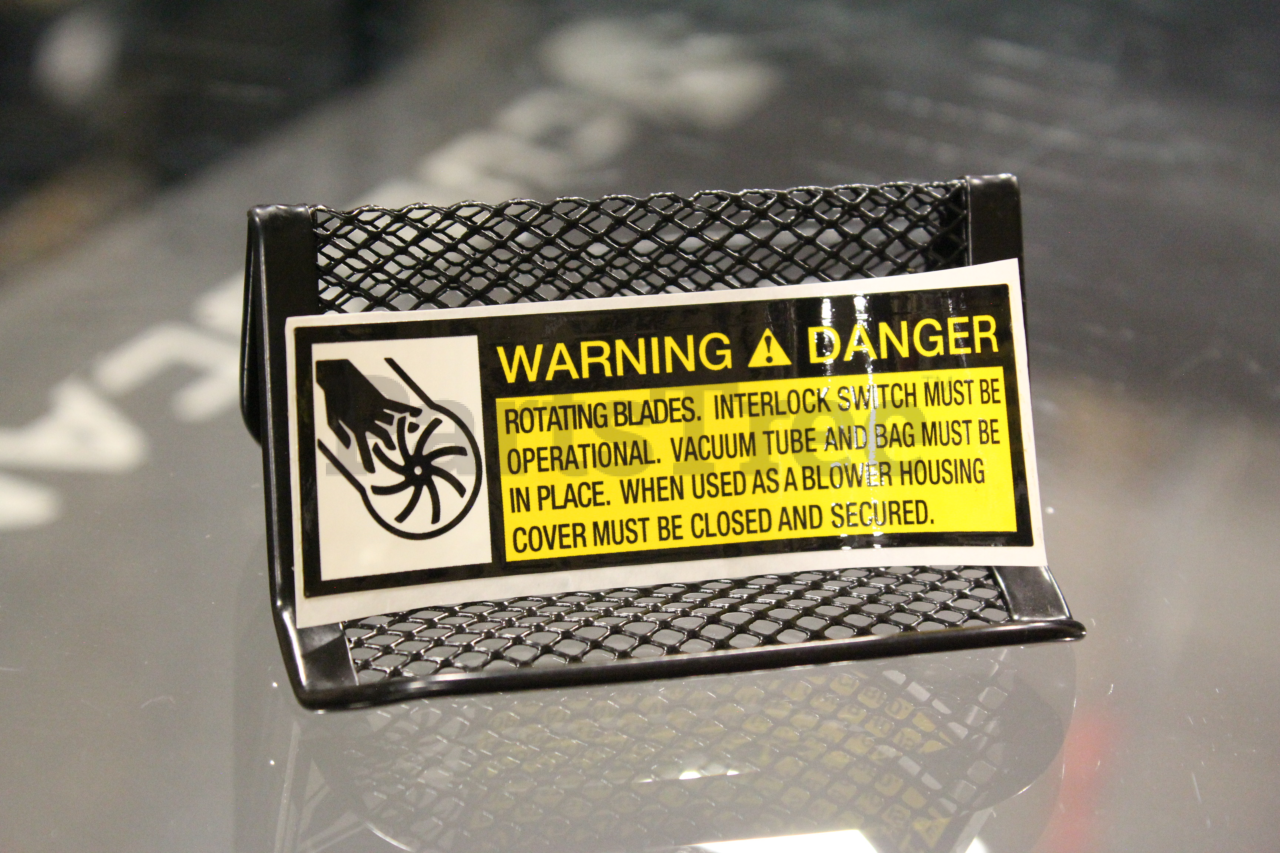 WARNING ⚠ DANGER
ROTATING BLADES. INTERLOCK SWITCH MUST BE
OPERATIONAL. VACUUM TUBE AND BAG MUST BE
IN PLACE. WHEN USED AS A BLOWER HOUSING
COVER MUST BE CLOSED AND SECURED.
PartsTree